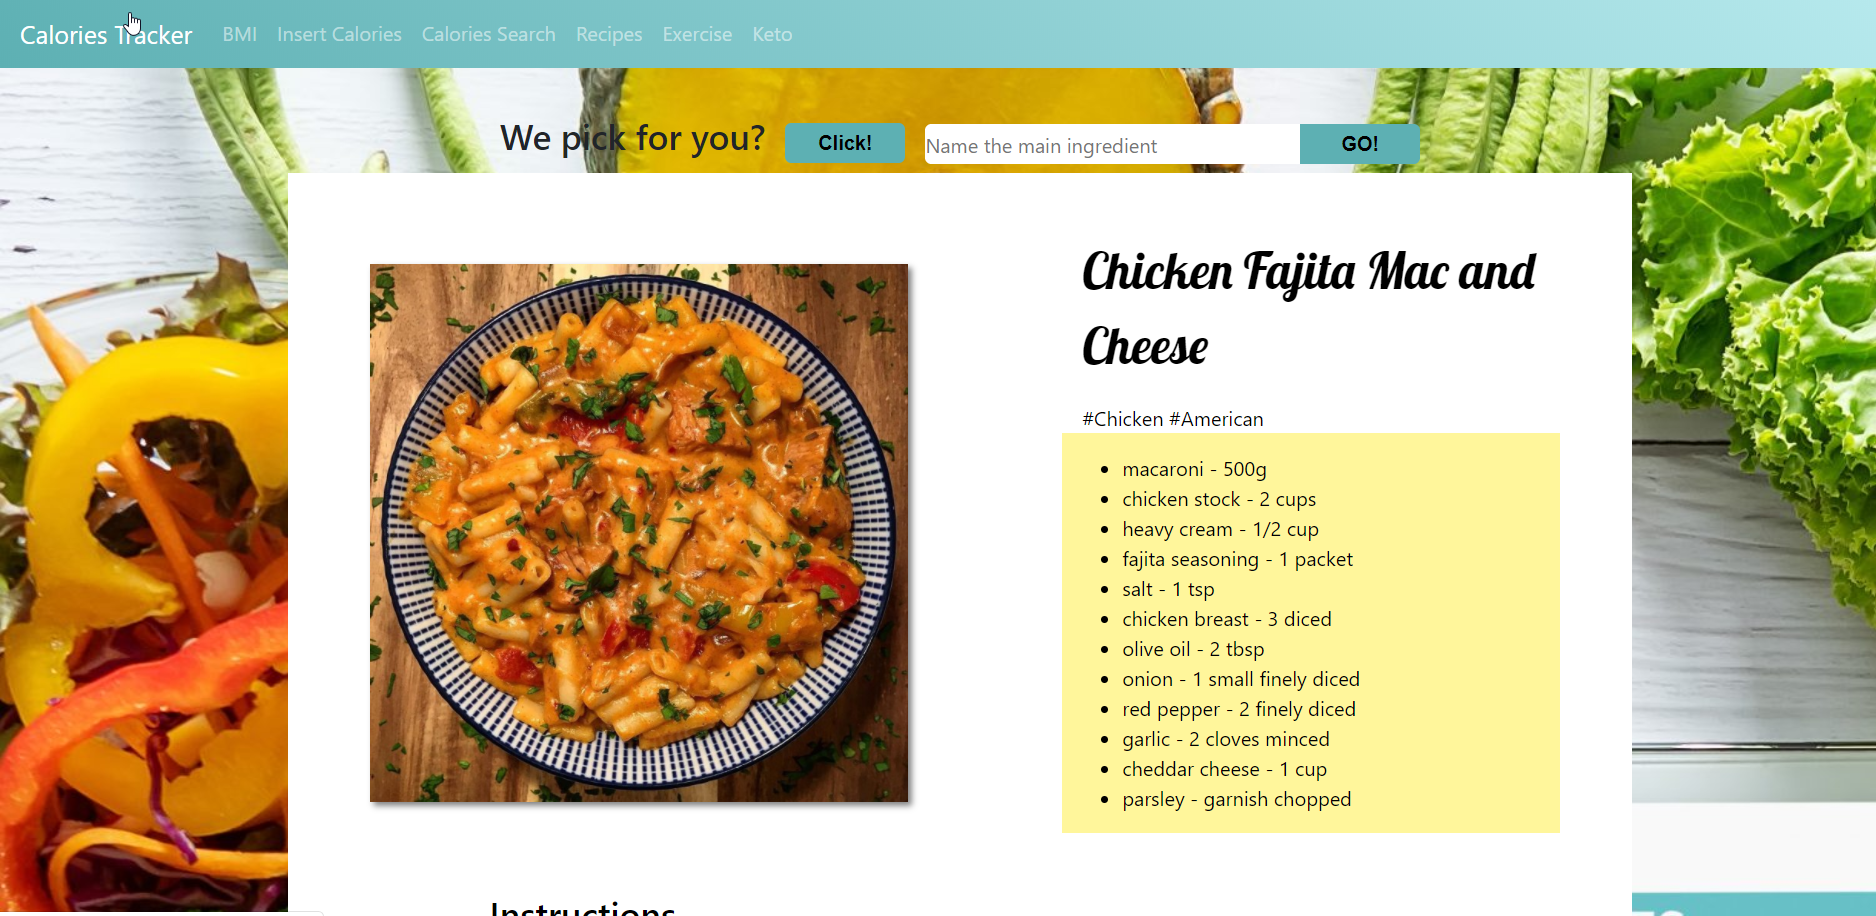 Calories Tracker BMI Insert Calories Calories Search Recipes Exercise Keto
We pick for you? Click! Name the main ingredient GO!
Chicken Fajita Mac and
Cheese
#Chicken #American
• macaroni - 500g
• chicken stock - 2 cups
• heavy cream - 1/2 cup
• fajita seasoning - 1 packet
• salt - 1 tsp
• chicken breast - 3 diced
• olive oil - 2 tbsp
• onion - 1 small finely diced
• red pepper - 2 finely diced
• garlic - 2 cloves minced
• cheddar cheese - 1 cup
• parsley - garnish chopped
Instructions